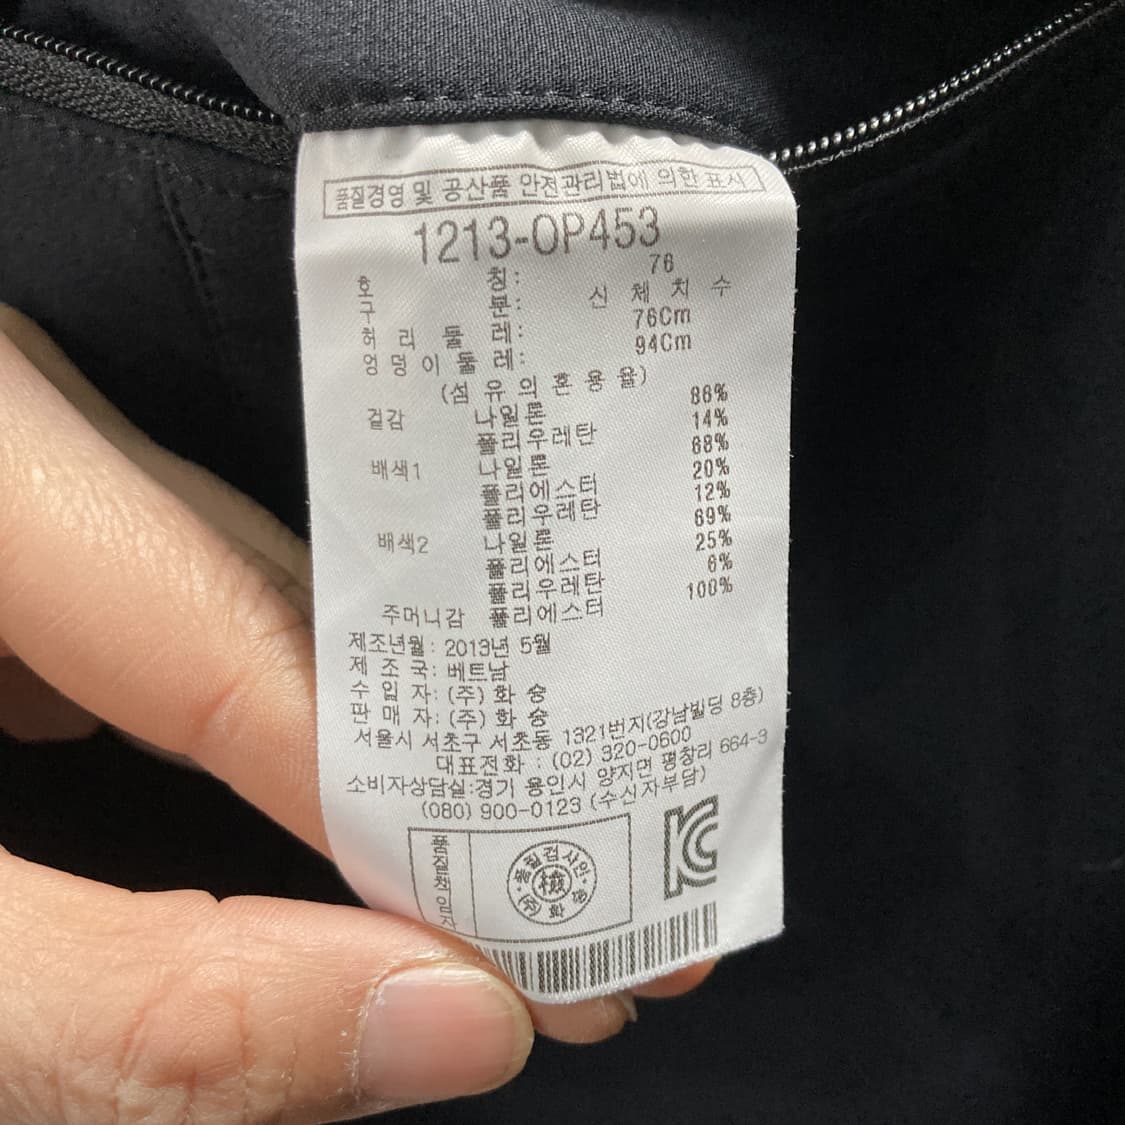 품질경영 및 공산품 안전관리법에 의한 표시
1213-OP453
호 칭: 76
구 분: 신 체 치 수
허 리 둘 레: 76Cm
엉 덩 이 둘 레: 94Cm
(섬 유 의 혼 용 율)
겉감 나일론 86%
폴리우레탄 14%
배색1 나일론 68%
폴리에스터 20%
폴리우레탄 12%
배색2 나일론 69%
폴리에스터 25%
폴리우레탄 6%
주머니감 폴리에스터 100%
제조년월: 2013년 5월
제 조 국: 베트남
수 입 자: (주) 화 승
판 매 자: (주) 화 승
서울시 서초구 서초동 1321번지(강남빌딩 8층)
대표전화 : (02) 320-0600
소비자상담실:경기 용인시 양지면 평창리 664-3
(080) 900-0123 (수신자부담)
품질책임자
품질검사인 (주)화승
檢
KC